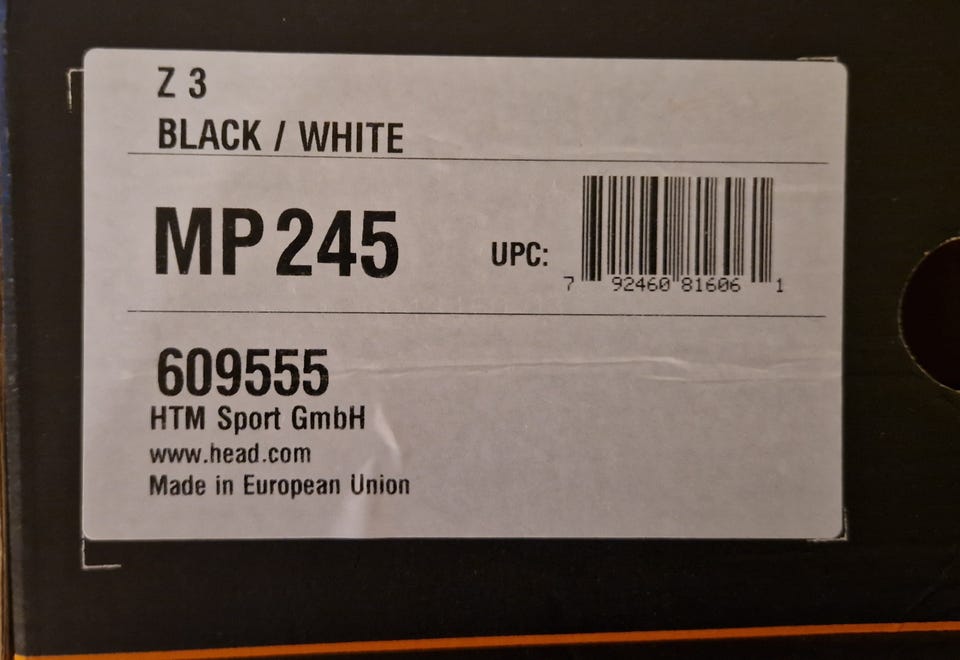 Z 3
BLACK / WHITE
MP 245
UPC:
7 92460 81606 1
609555
HTM Sport GmbH
www.head.com
Made in European Union